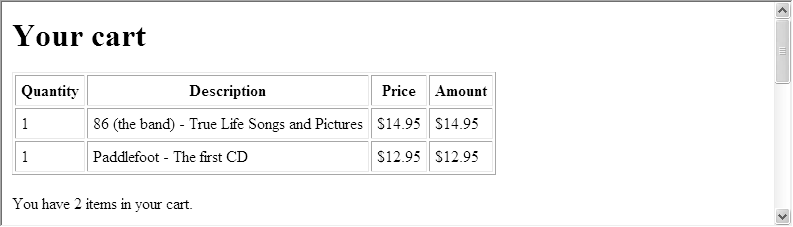 Your cart
Quantity Description Price Amount
1 86 (the band) - True Life Songs and Pictures $14.95 $14.95
1 Paddlefoot - The first CD $12.95 $12.95
You have 2 items in your cart.